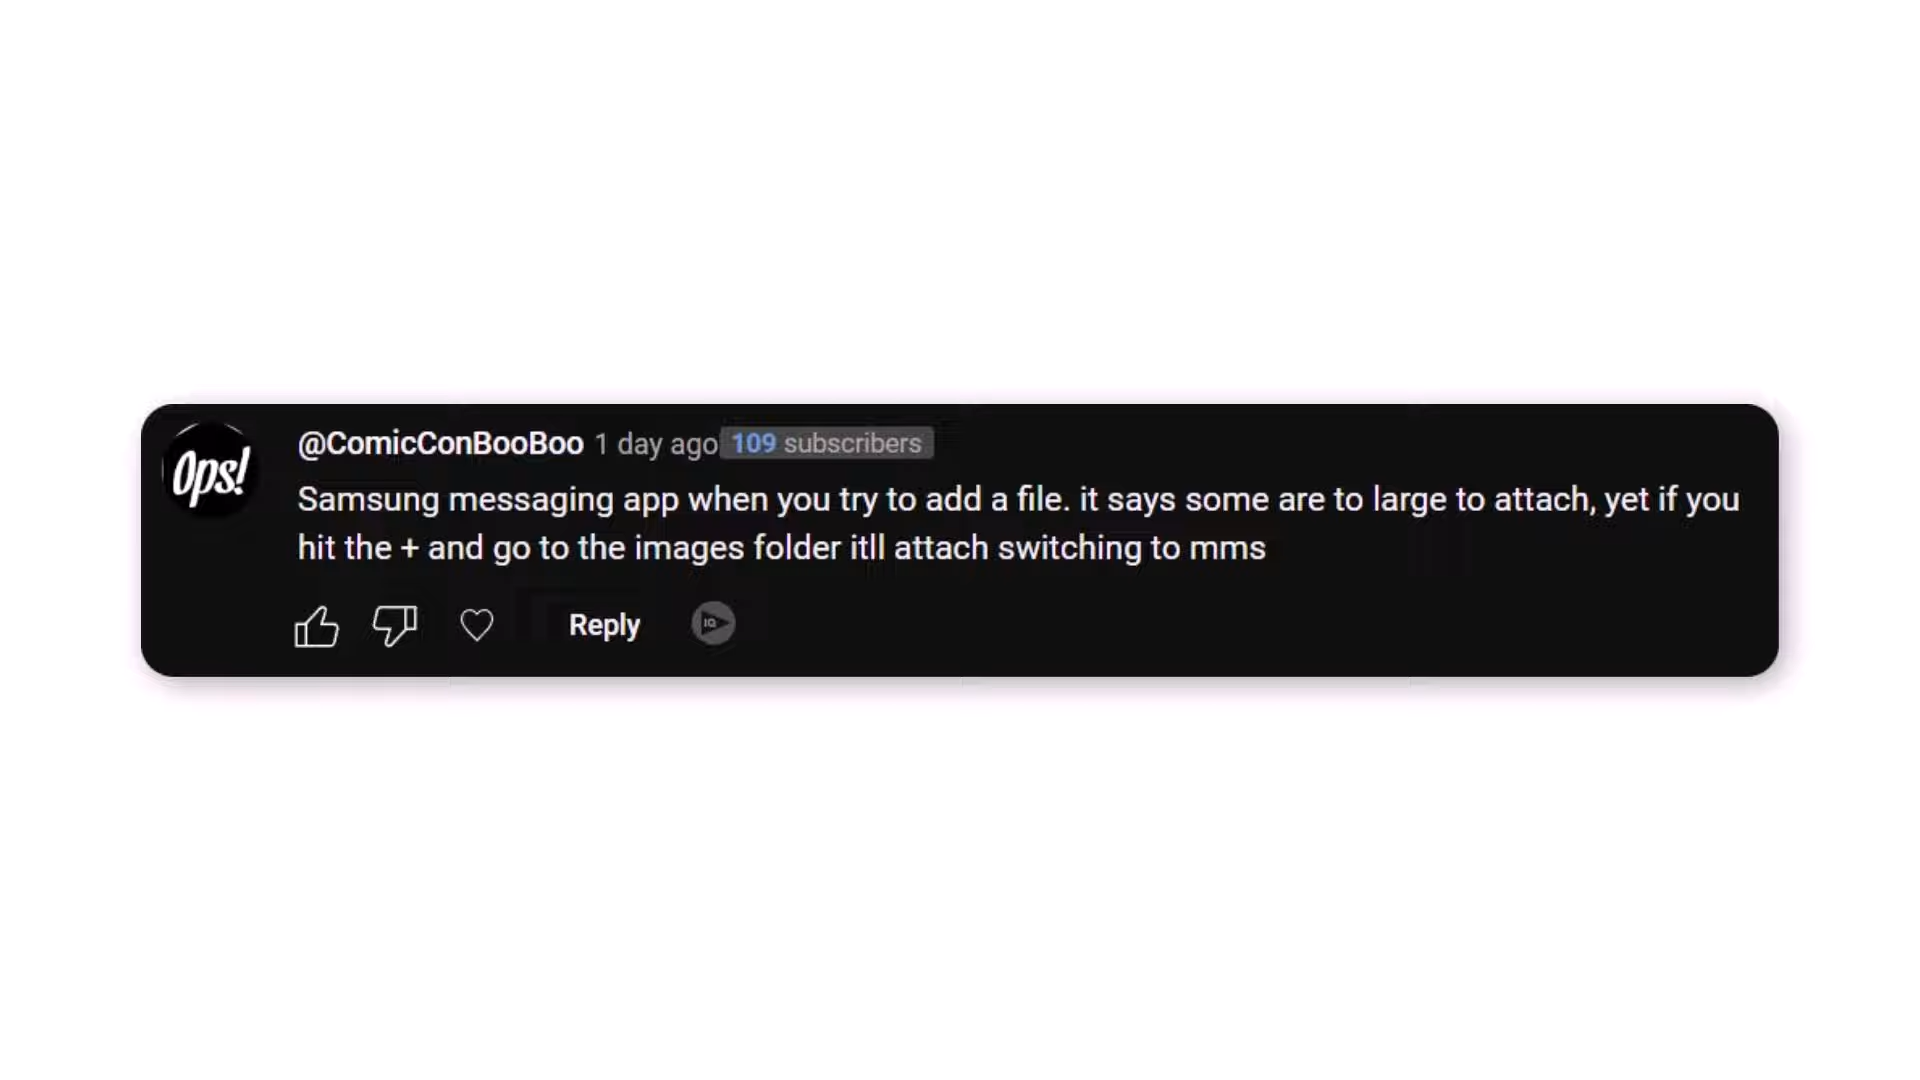 Ops!
@ComicConBooBoo 1 day ago 109 subscribers
Samsung messaging app when you try to add a file. it says some are to large to attach, yet if you
hit the + and go to the images folder itll attach switching to mms
Reply
IQ